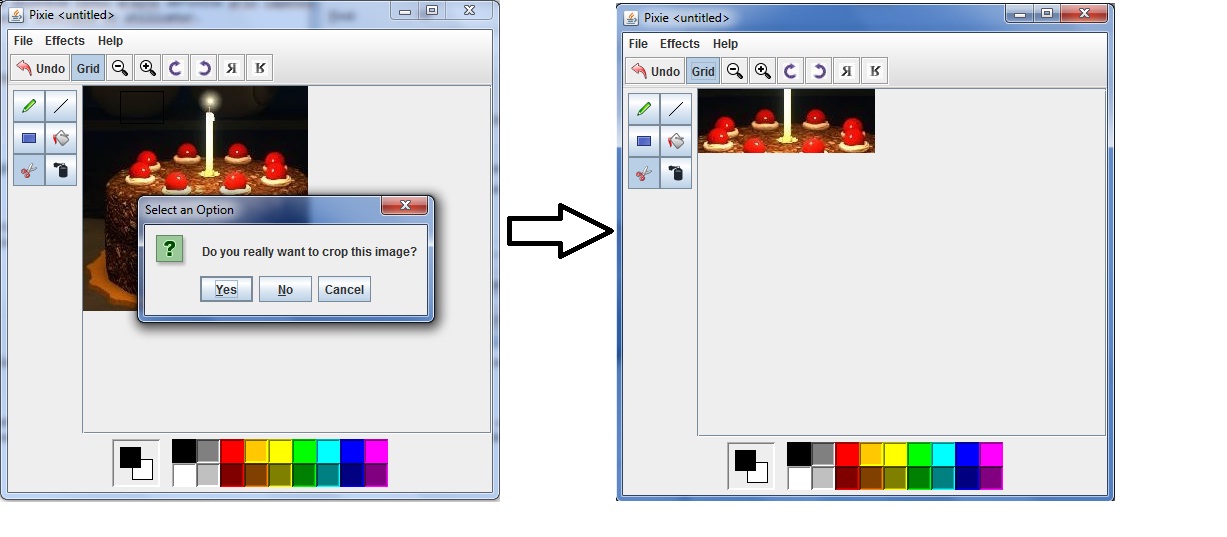 Pixie <untitled>
File Effects Help
Undo Grid
Select an Option
Do you really want to crop this image?
Yes No Cancel
Pixie <untitled>
File Effects Help
Undo Grid